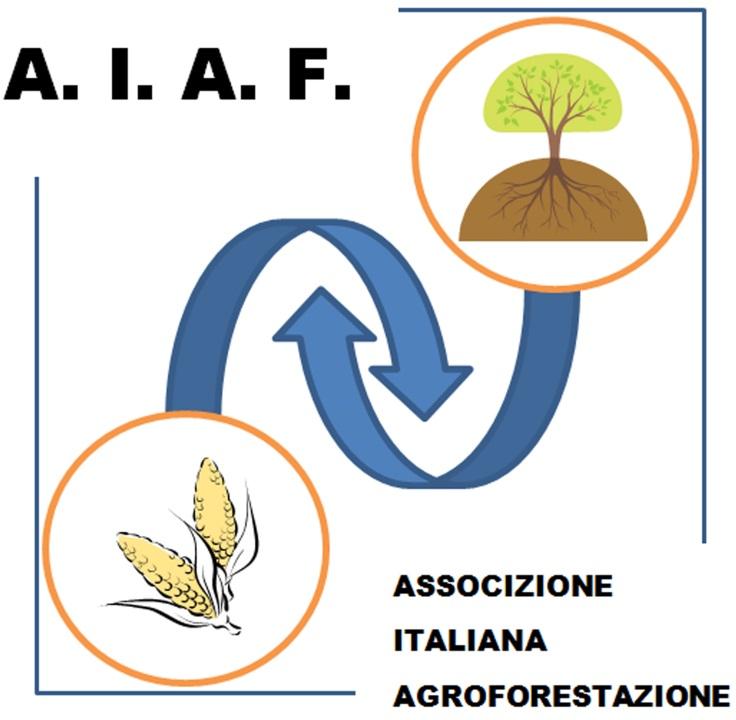 A. I. A. F.
ASSOCIZIONE
ITALIANA
AGROFORESTAZIONE